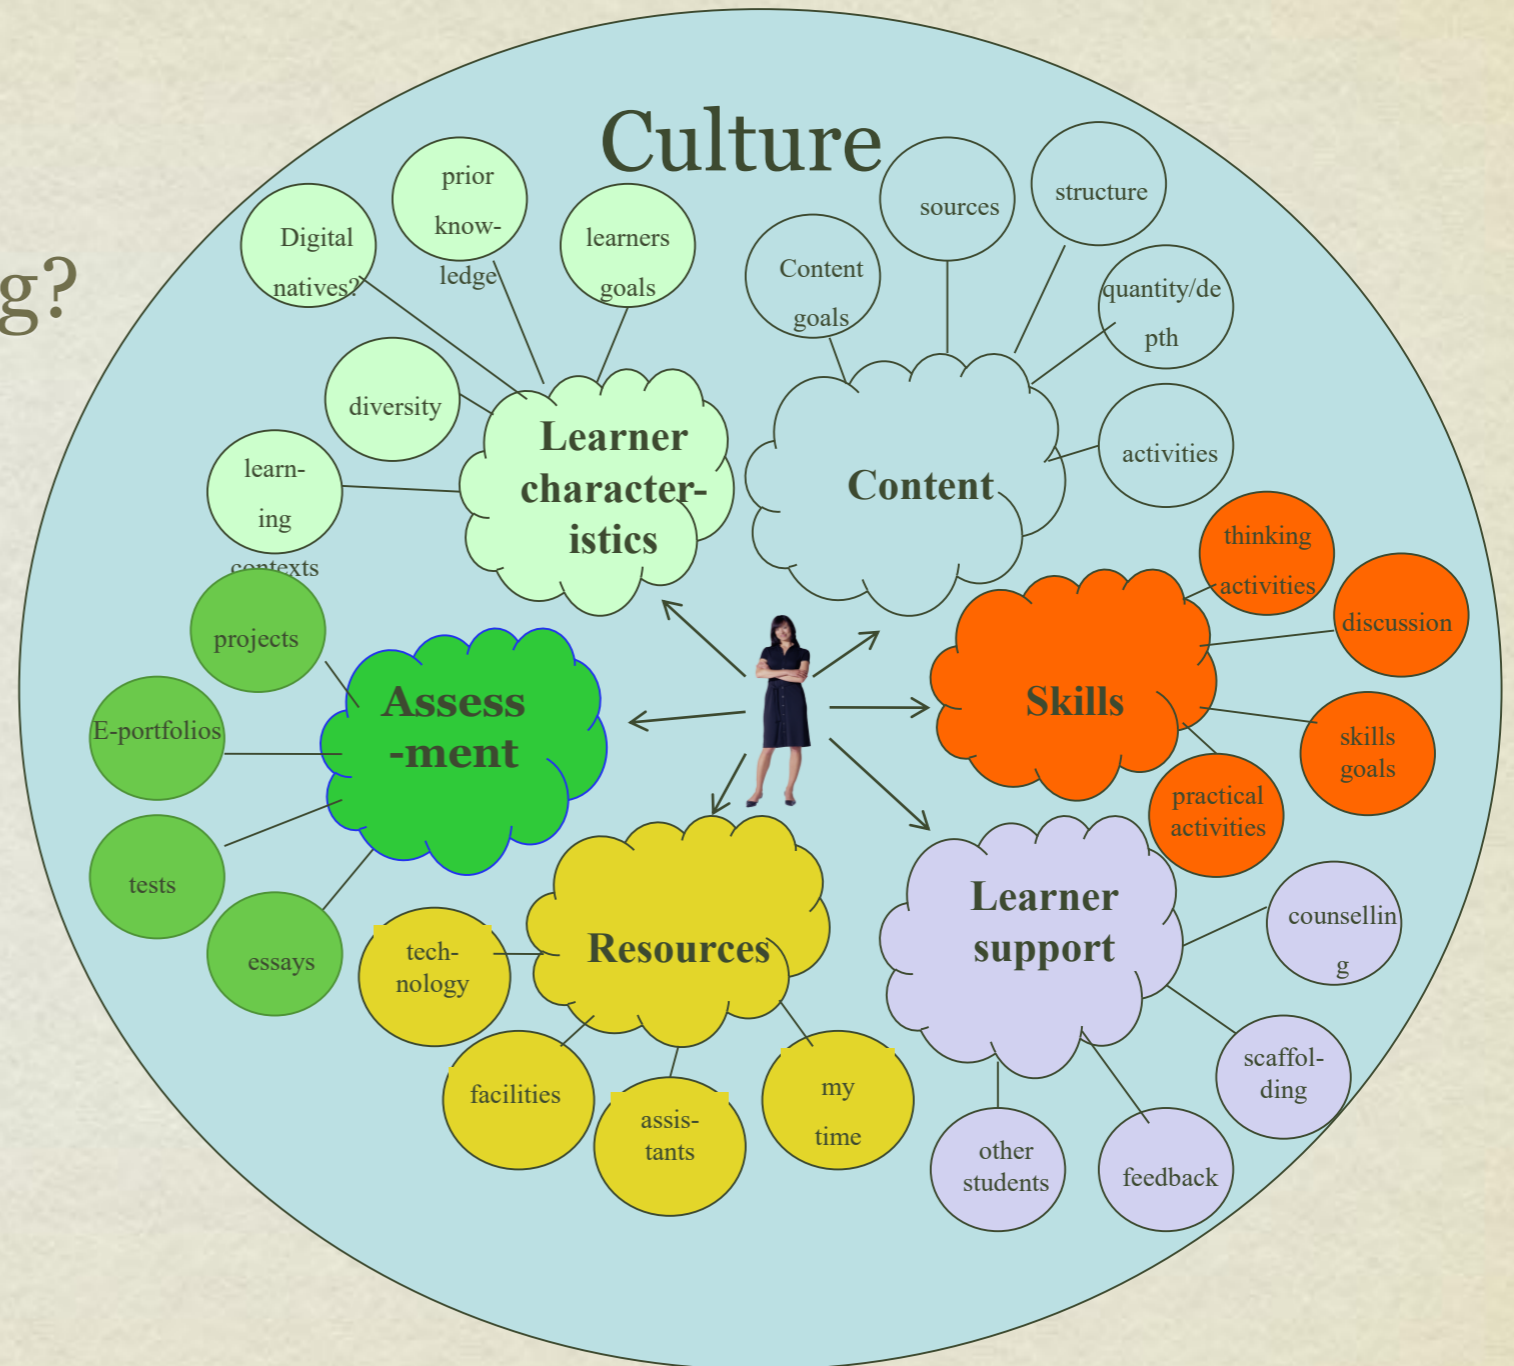 Culture
g?
Digital
natives?
prior
know-
ledge
learners
goals
diversity
learn-
ing
contexts
Learner
character-
istics
Content
goals
sources
structure
quantity/de
pth
activities
Content
thinking
activities
discussion
skills
goals
practical
activities
Skills
projects
E-portfolios
tests
essays
Assess
-ment
tech-
nology
facilities
assis-
tants
my
time
Resources
Learner
support
counsellin
g
scaffol-
ding
feedback
other
students